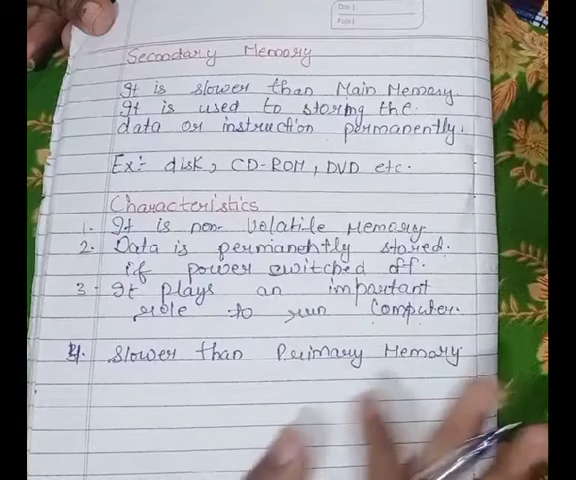 Date
Page
Secondary Memory
It is slower than Main Memory.
It is used to storing the
data or instruction permanently.
Ex:- disk, CD-ROM, DVD etc.
Characteristics
1. It is non-volatile Memory
2. Data is permanently stored.
if power switched off.
3. It plays an important
role to run Computer.
4. Slower than Primary Memory